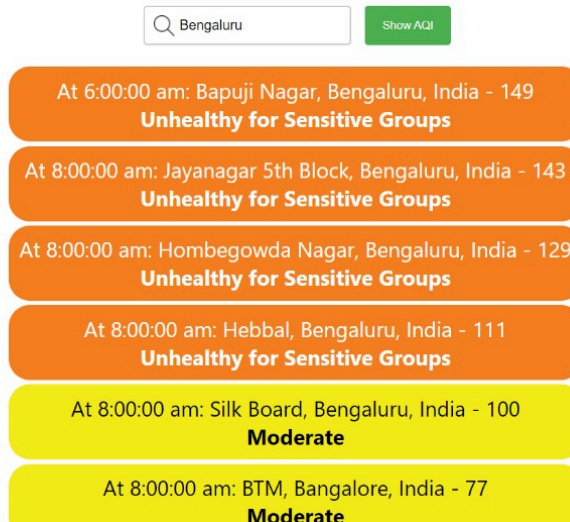 Bengaluru
Show AQI
At 6:00:00 am: Bapuji Nagar, Bengaluru, India - 149
Unhealthy for Sensitive Groups
At 8:00:00 am: Jayanagar 5th Block, Bengaluru, India - 143
Unhealthy for Sensitive Groups
At 8:00:00 am: Hombegowda Nagar, Bengaluru, India - 129
Unhealthy for Sensitive Groups
At 8:00:00 am: Hebbal, Bengaluru, India - 111
Unhealthy for Sensitive Groups
At 8:00:00 am: Silk Board, Bengaluru, India - 100
Moderate
At 8:00:00 am: BTM, Bangalore, India - 77
Moderate